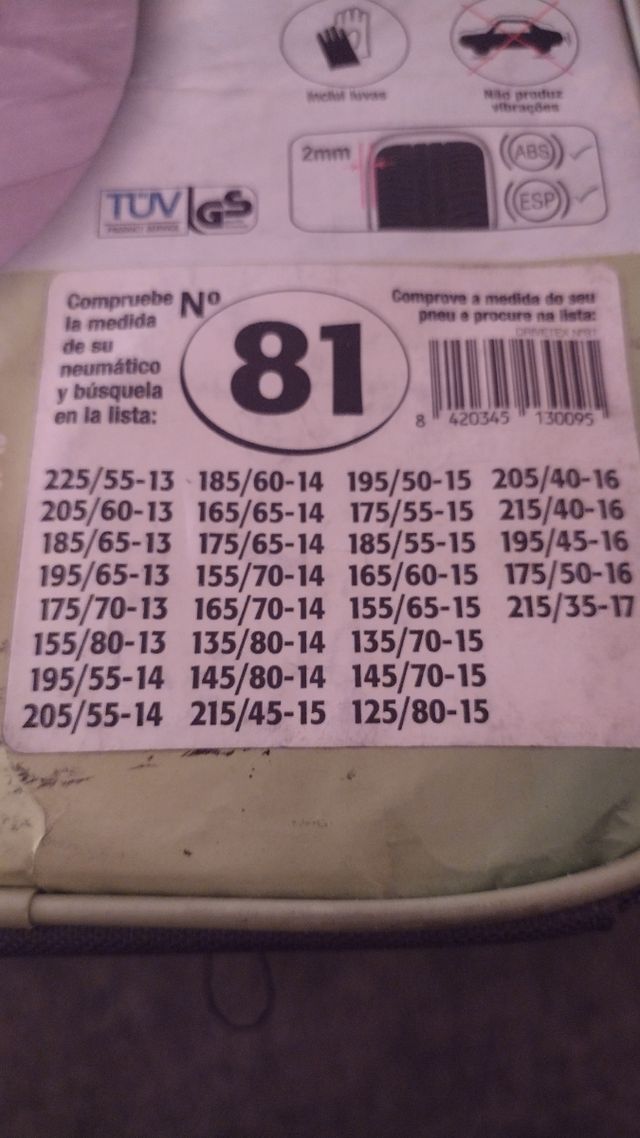 Inclui luvas
Não produz
vibrações
2mm
ABS
ESP
TÜV
PRODUCT SERVICE
GS
Compruebe
la medida
de su
neumático
y búsquela
en la lista:
Nº
81
Comprove a medida do seu
pneu e procure na lista:
DRIVETEX Nº81
8 420345 130095
225/55-13 185/60-14 195/50-15 205/40-16
205/60-13 165/65-14 175/55-15 215/40-16
185/65-13 175/65-14 185/55-15 195/45-16
195/65-13 155/70-14 165/60-15 175/50-16
175/70-13 165/70-14 155/65-15 215/35-17
155/80-13 135/80-14 135/70-15
195/55-14 145/80-14 145/70-15
205/55-14 215/45-15 125/80-15